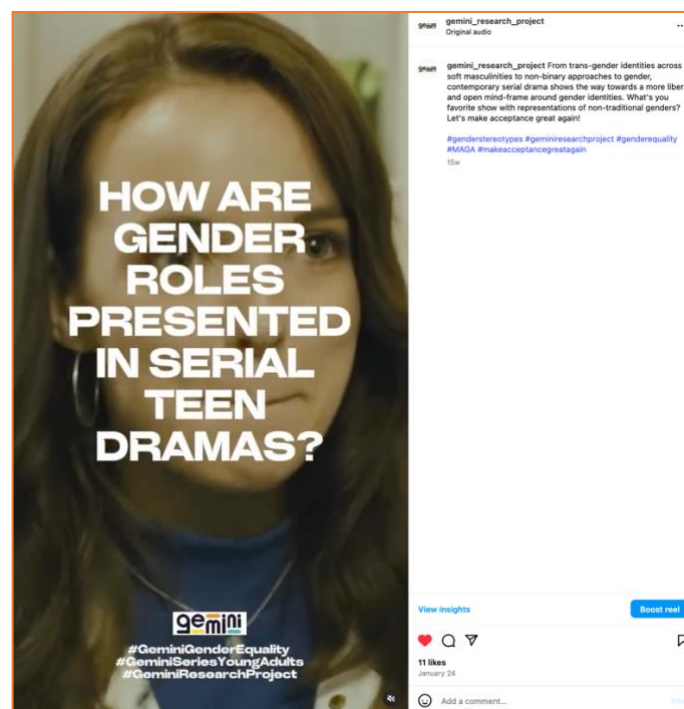 HOW ARE
GENDER
ROLES
PRESENTED
IN SERIAL
TEEN
DRAMAS?
gemini
#GeminiGenderEquality
#GeminiSeriesYoungAdults
#GeminiResearchProject
gemini
gemini_research_project
Original audio
gemini
gemini_research_project From trans-gender identities across
soft masculinities to non-binary approaches to gender,
contemporary serial drama shows the way towards a more liber
and open mind-frame around gender identities. What's you
favorite show with representations of non-traditional genders?
Let's make acceptance great again!
#genderstereotypes #geminiresearchproject #genderequality
#MAGA #makeacceptancegreatagain
15w
View insights
Boost reel
11 likes
January 24
Add a comment...